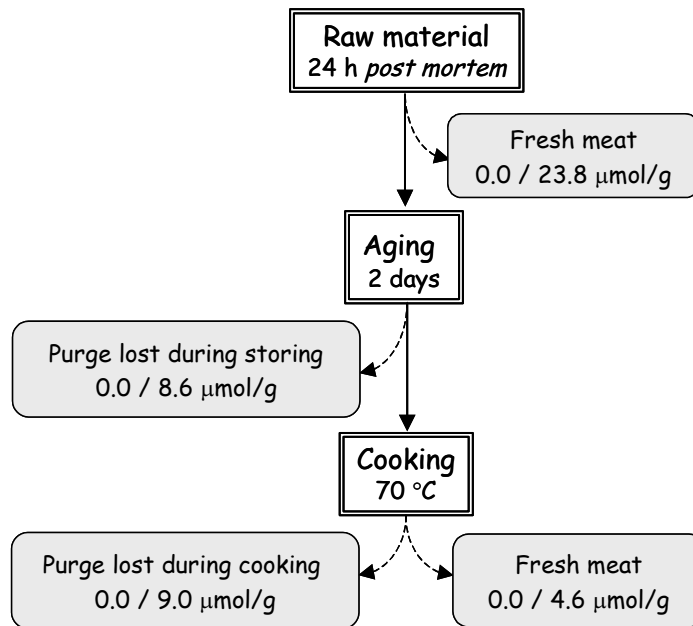 Raw material
24 h post mortem
Fresh meat
0.0 / 23.8 μmol/g
Aging
2 days
Purge lost during storing
0.0 / 8.6 μmol/g
Cooking
70 °C
Purge lost during cooking
0.0 / 9.0 μmol/g
Fresh meat
0.0 / 4.6 μmol/g